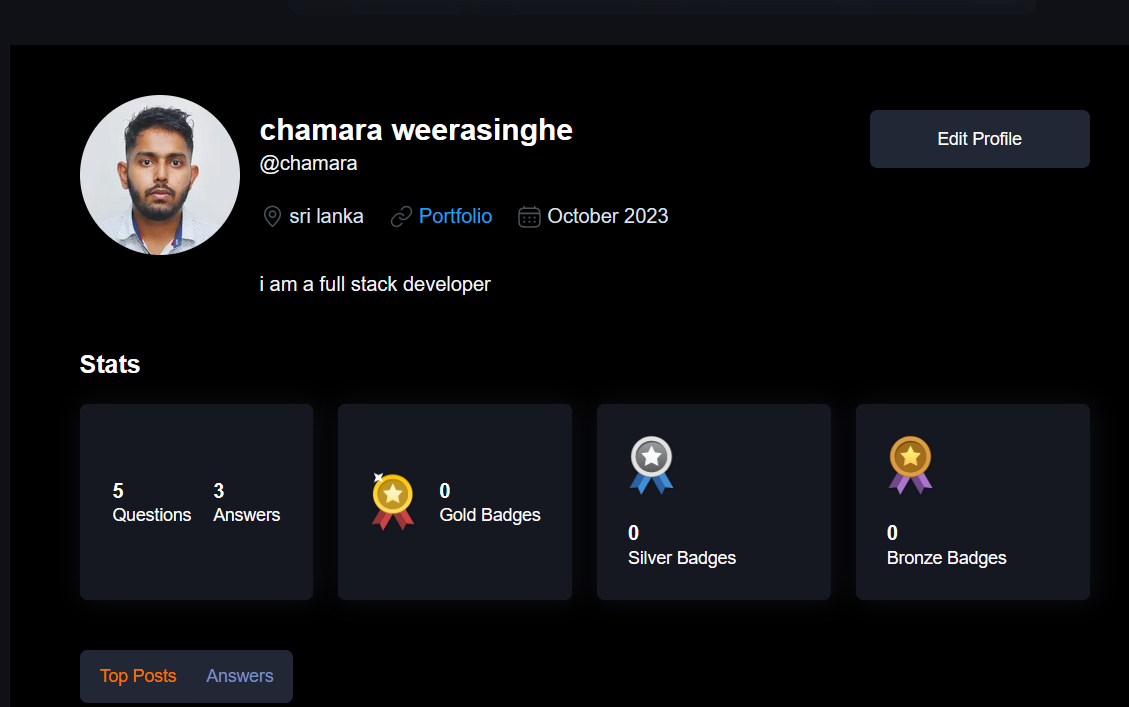 chamara weerasinghe
Edit Profile
@chamara
sri lanka Portfolio October 2023
i am a full stack developer
Stats
5 3
Questions Answers
0
Gold Badges
0
Silver Badges
0
Bronze Badges
Top Posts Answers